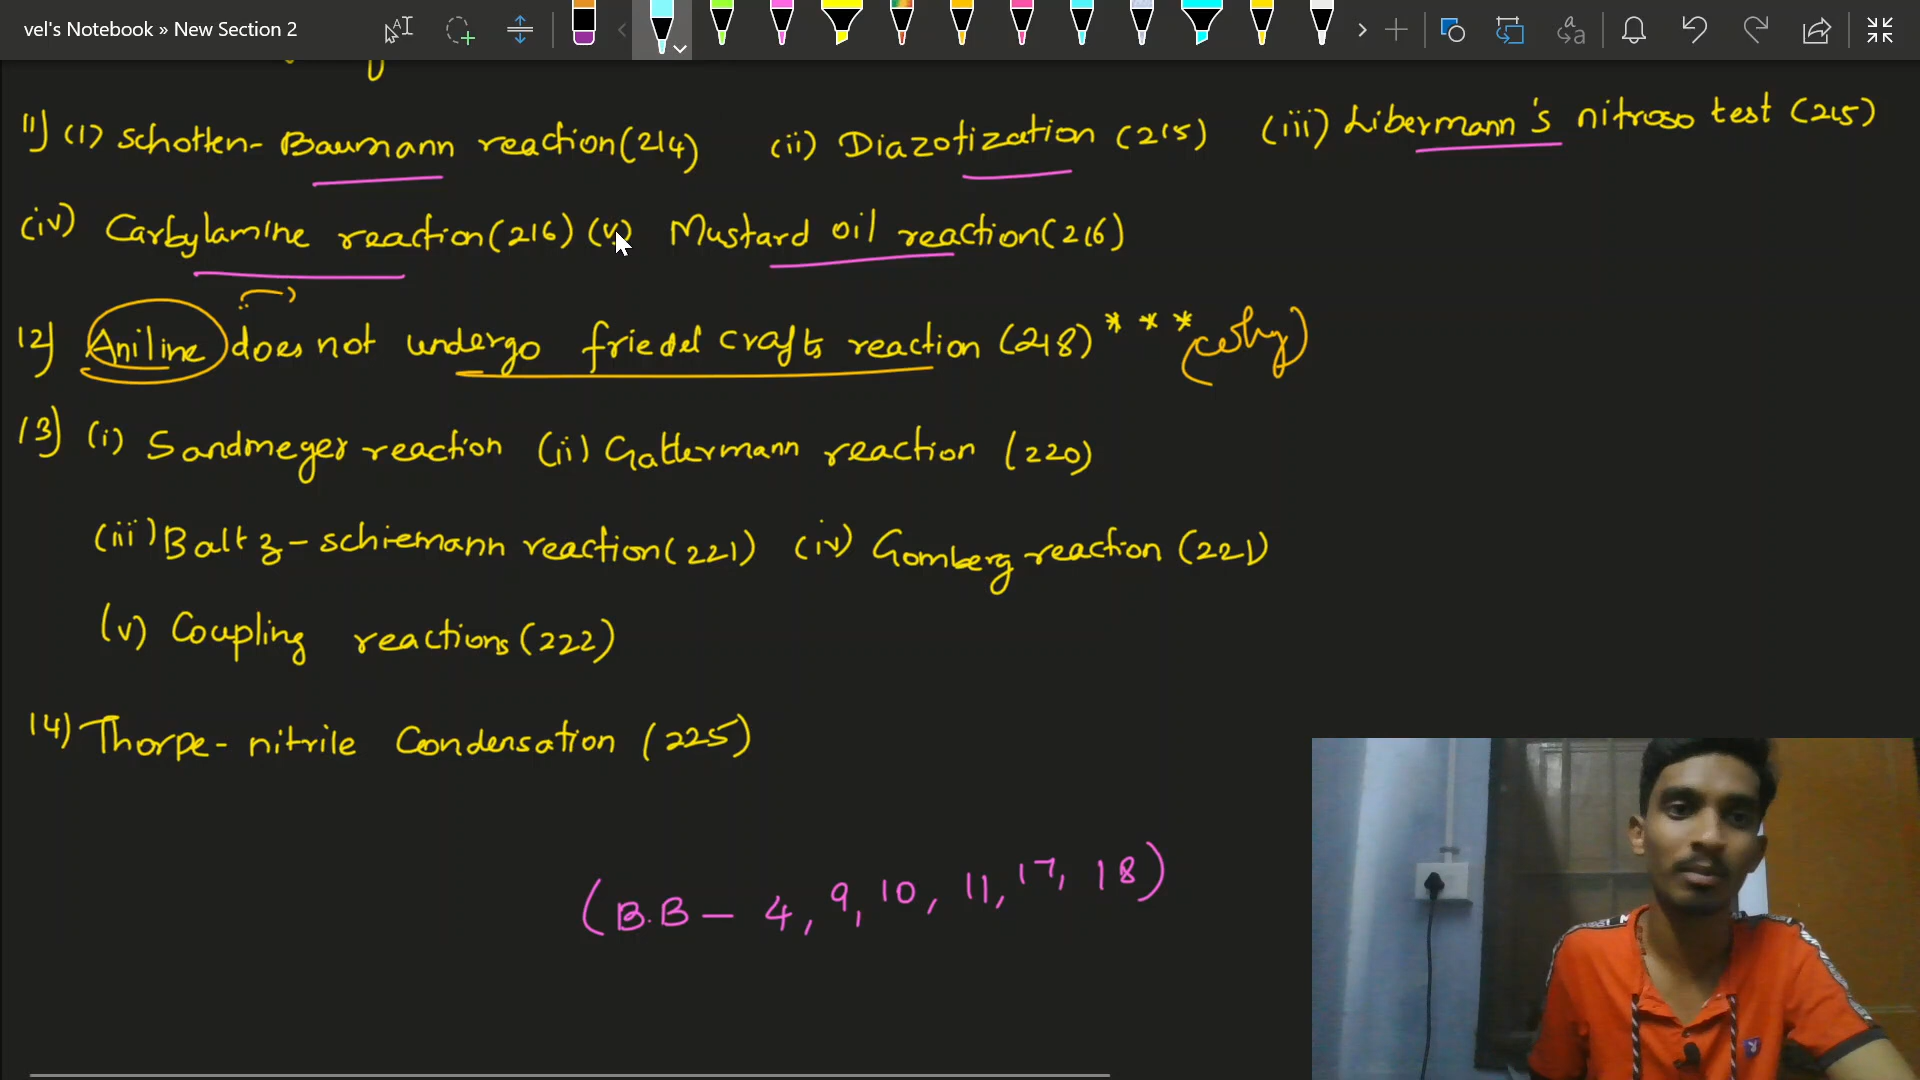 vel's Notebook » New Section 2
11) (i) Schotten-Baumann reaction(214) (ii) Diazotization (215) (iii) Libermann's nitroso test (215)
(iv) Carbylamine reaction(216) (v) Mustard oil reaction(216)
12) Aniline does not undergo friedel crafts reaction (218) *** (why)
13) (i) Sandmeyer reaction (ii) Gattermann reaction (220)
(iii) Baltz-schiemann reaction(221) (iv) Gomberg reaction (221)
(v) Coupling reactions(222)
14) Thorpe-nitrile Condensation (225)
(B.B - 4, 9, 10, 11, 17, 18)